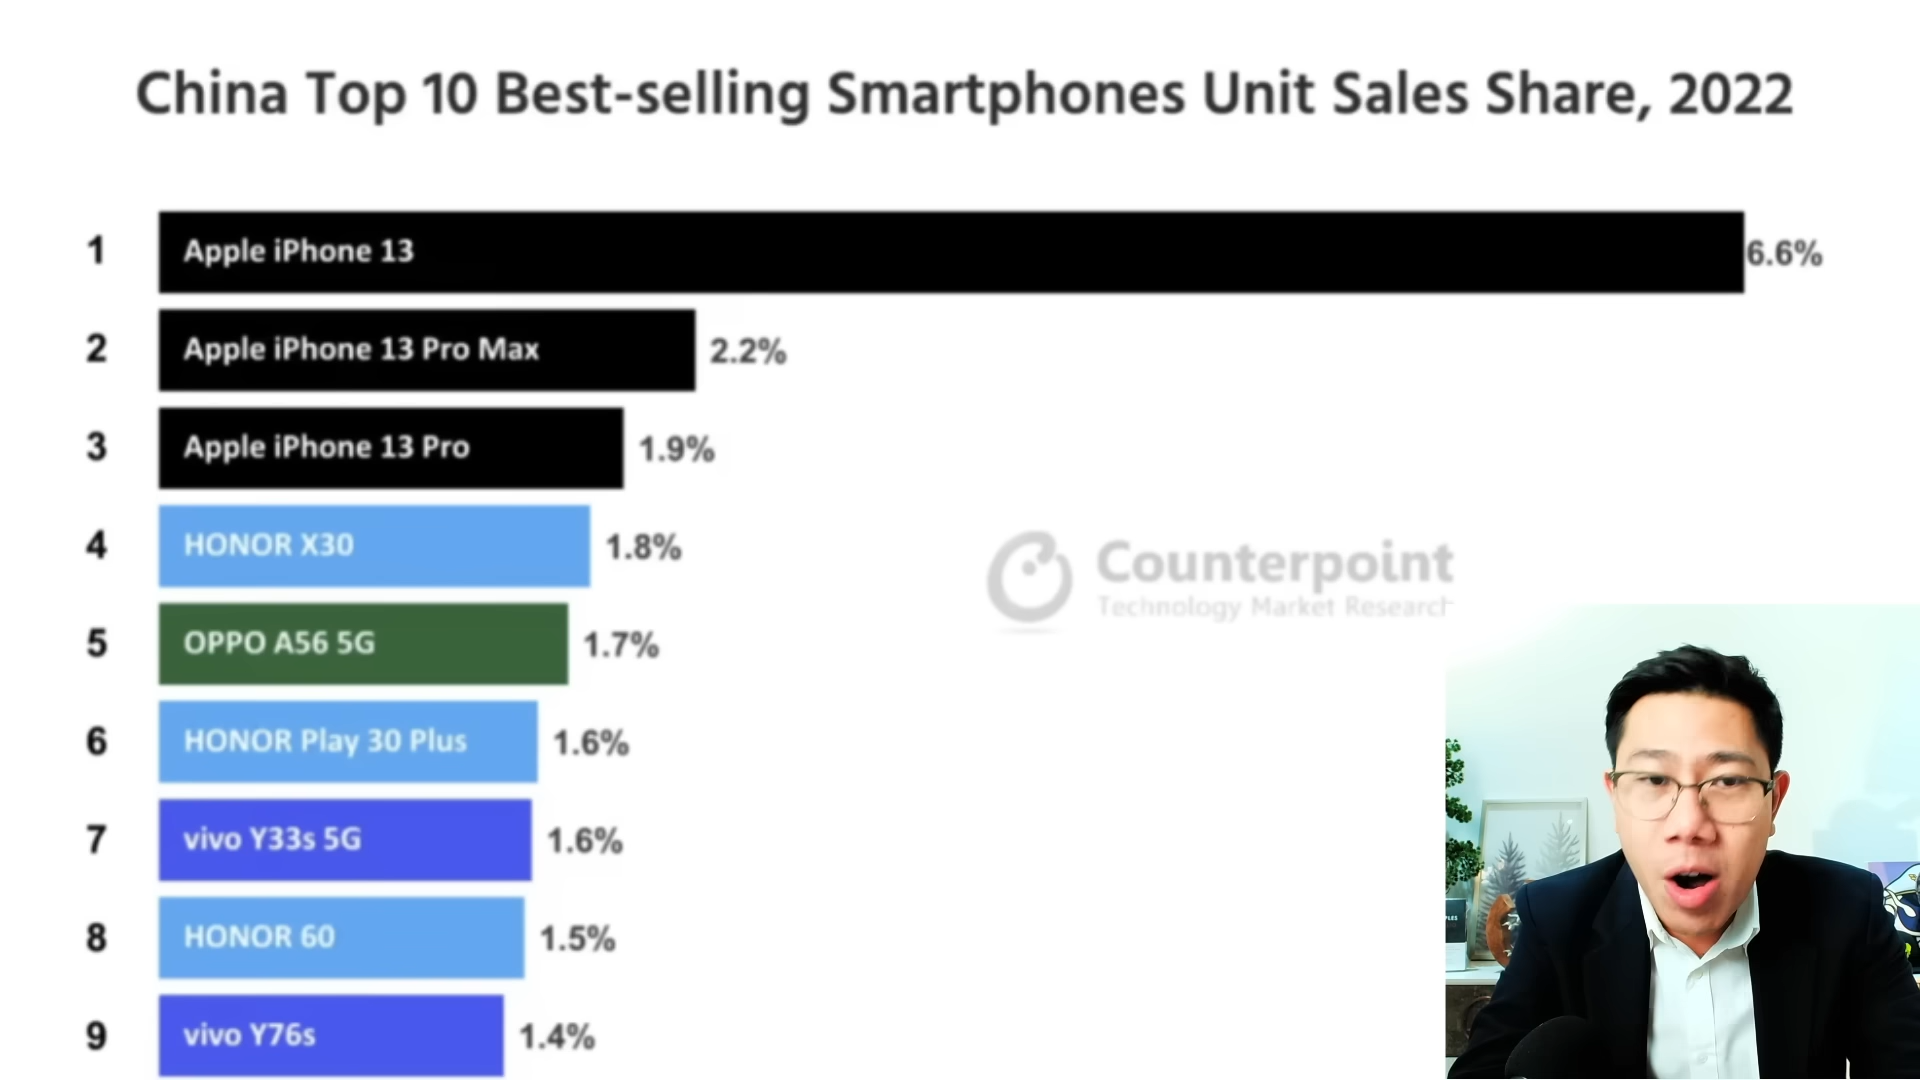 China Top 10 Best-selling Smartphones Unit Sales Share, 2022
1 Apple iPhone 13 6.6%
2 Apple iPhone 13 Pro Max 2.2%
3 Apple iPhone 13 Pro 1.9%
4 HONOR X30 1.8%
Counterpoint
Technology Market Research
5 OPPO A56 5G 1.7%
6 HONOR Play 30 Plus 1.6%
7 vivo Y33s 5G 1.6%
8 HONOR 60 1.5%
9 vivo Y76s 1.4%